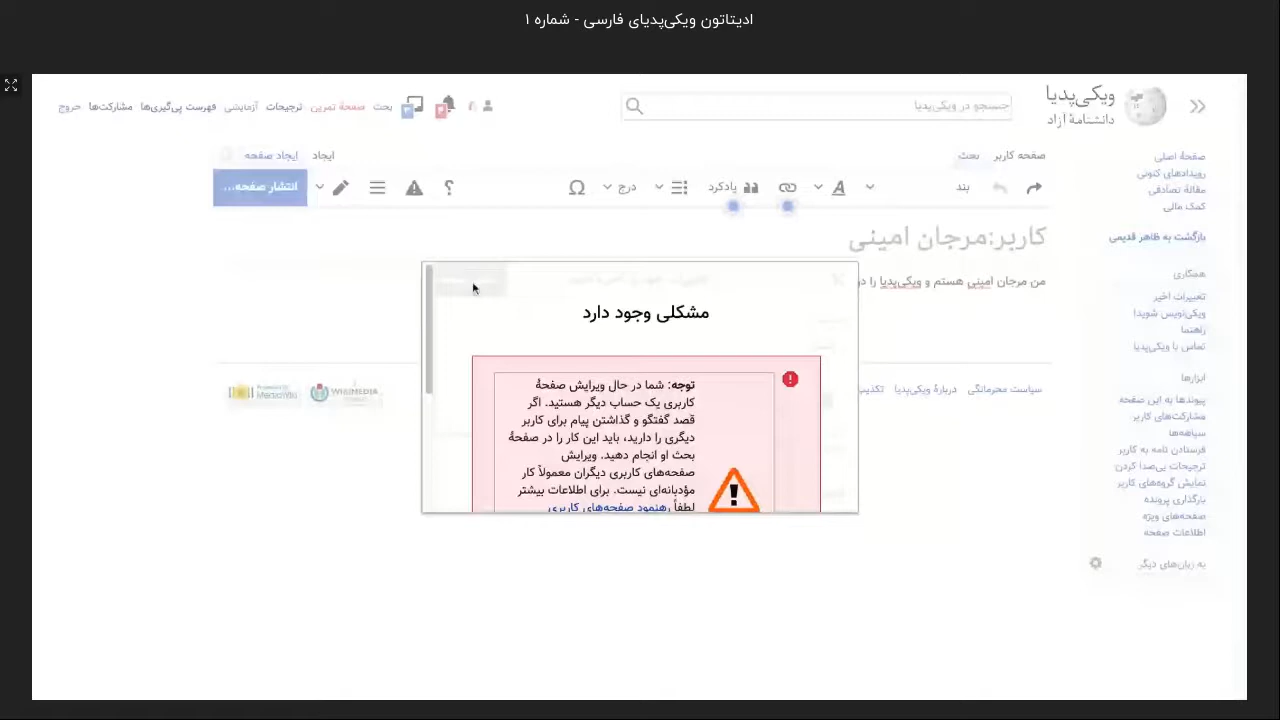 ادیتاتون ویکی‌پدیای فارسی - شماره ۱
ویکی‌پدیا
دانشنامهٔ آزاد
جستجو در ویکی‌پدیا
بحث صفحهٔ تمرین ترجیحات آزمایشی فهرست پی‌گیری‌ها مشارکت‌ها خروج
صفحه کاربر بحث
ایجاد ایجاد صفحه
بند
یادکرد
درج
انتشار صفحه...
کاربر:مرجان امینی
من مرجان امینی هستم و ویکی‌پدیا را دو
مشکلی وجود دارد
توجه: شما در حال ویرایش صفحهٔ
کاربری یک حساب دیگر هستید. اگر
قصد گفتگو و گذاشتن پیام برای کاربر
دیگری را دارید، باید این کار را در صفحهٔ
بحث او انجام دهید. ویرایش
صفحه‌های کاربری دیگران معمولاً کار
مؤدبانه‌ای نیست. برای اطلاعات بیشتر
لطفاً رهنمود صفحه‌های کاربری
سیاست محرمانگی دربارهٔ ویکی‌پدیا
WIKIMEDIA
MediaWiki
صفحهٔ اصلی
رویدادهای کنونی
مقالهٔ تصادفی
کمک مالی
بازگشت به ظاهر قدیمی
همکاری
تغییرات اخیر
ویکی‌نویس شوید!
راهنما
تماس با ویکی‌پدیا
ابزارها
پیوندها به این صفحه
مشارکت‌های کاربر
سیاهه‌ها
فرستادن نامه به کاربر
ترجیحات بی‌صدا کردن
نمایش گروه‌های کاربر
بارگذاری پرونده
صفحه‌های ویژه
اطلاعات صفحه
به زبان‌های دیگر